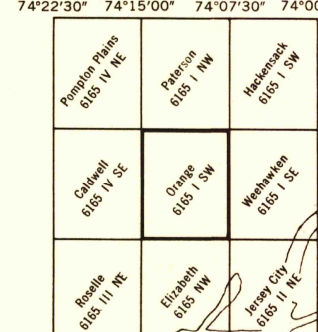 74°22'30" 74°15'00" 74°07'30" 74°00
Pompton Plains
6165 IV NE
Paterson
6165 I NW
Hackensack
6165 I SW
Caldwell
6165 IV SE
Orange
6165 I SW
Weehawken
6165 I SE
Roselle
6165 III NE
Elizabeth
6165 NW
Jersey City
6165 II NE